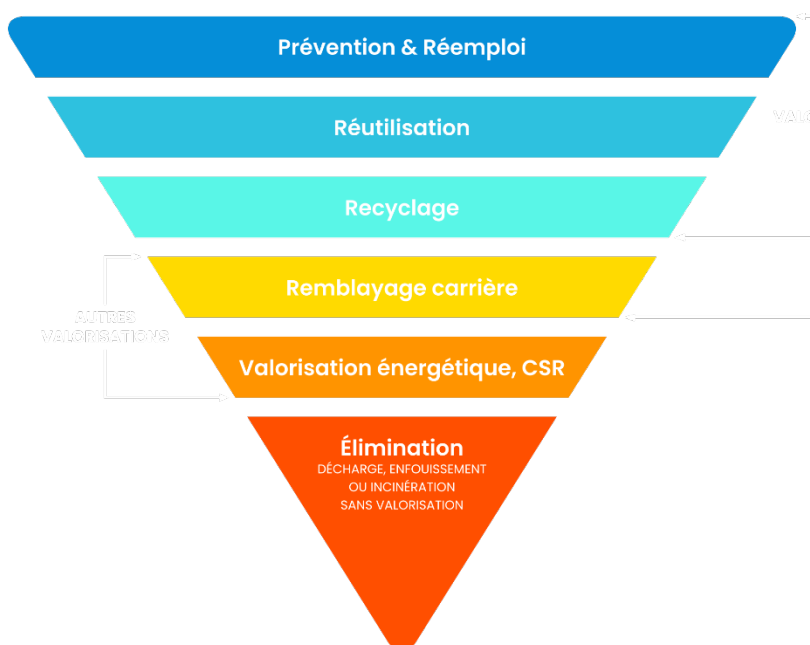 Prévention & Réemploi
Réutilisation
Recyclage
Remblayage carrière
AUTRES
VALORISATIONS
Valorisation énergétique, CSR
Élimination
DÉCHARGE, ENFOUISSEMENT
OU INCINÉRATION
SANS VALORISATION